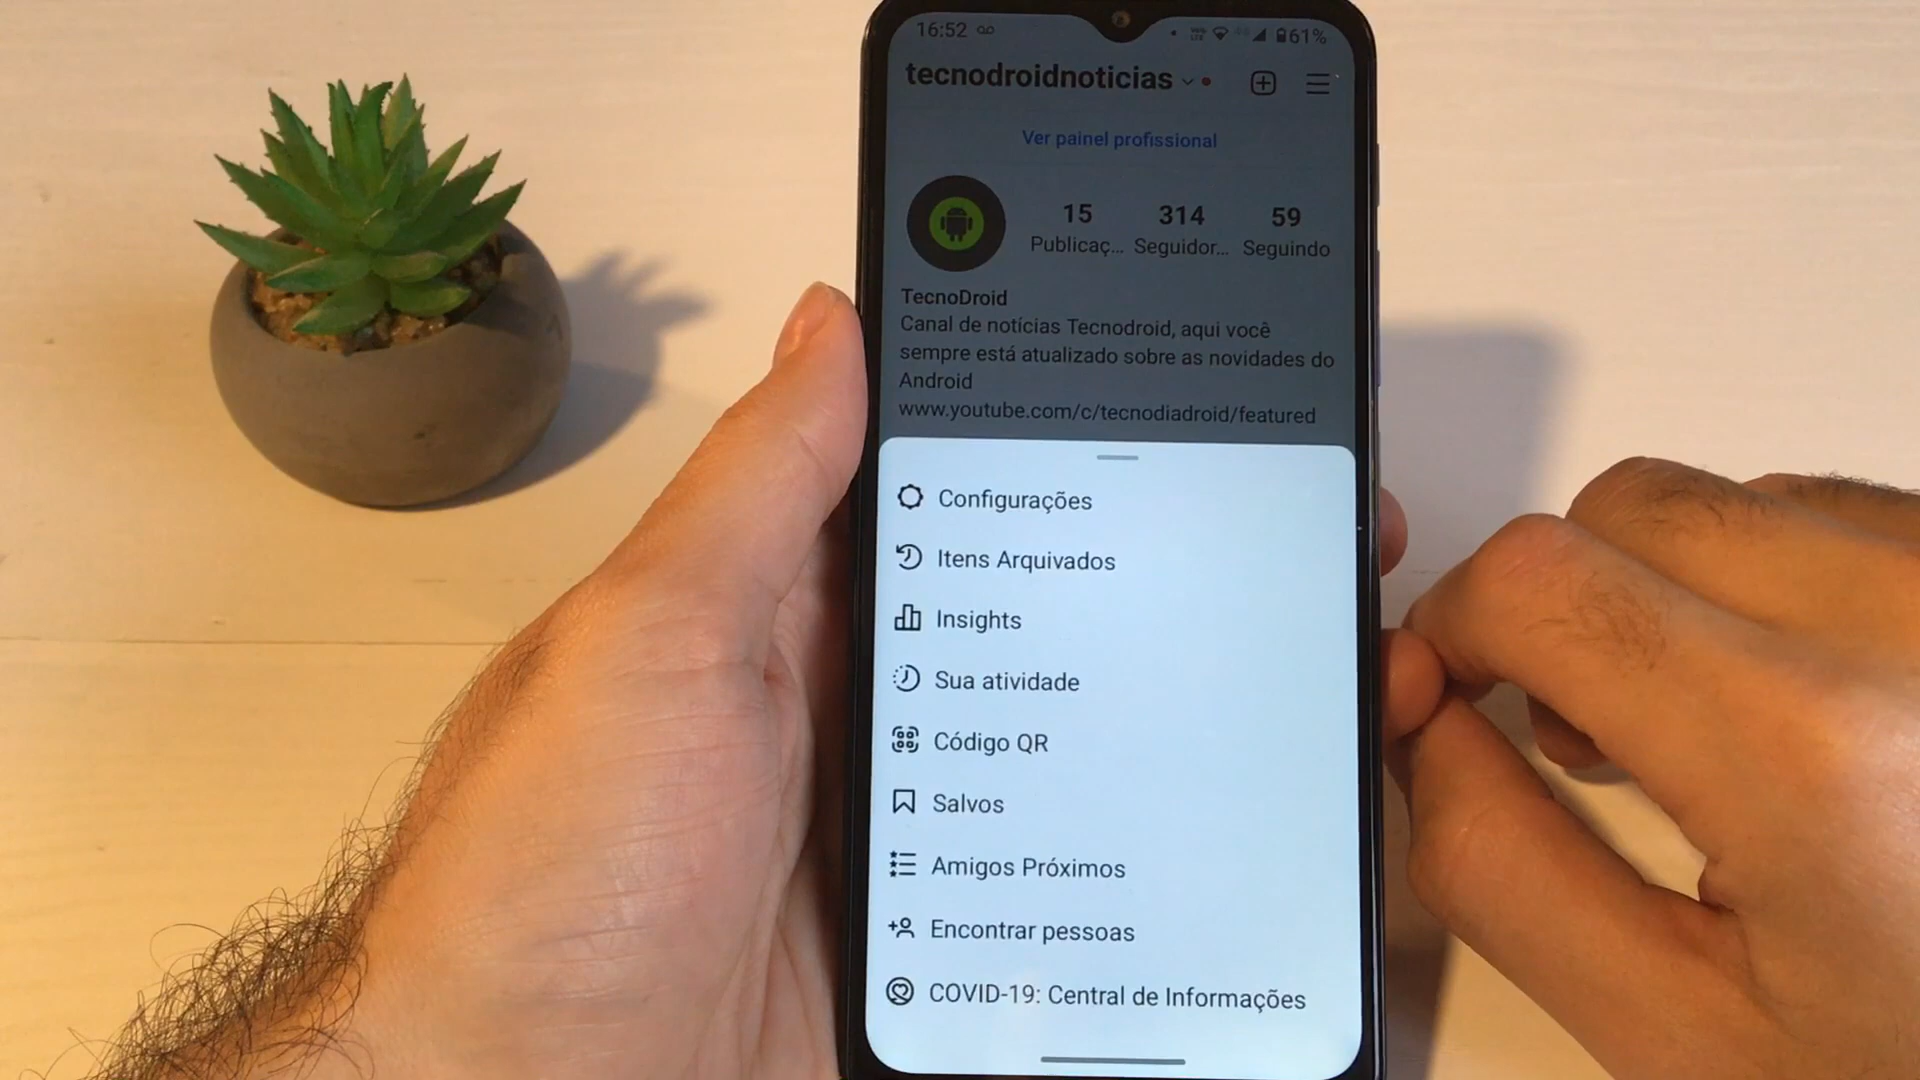 16:52
61%
tecnodroidnoticias
Ver painel profissional
15 314 59
Publicaç... Seguidor... Seguindo
TecnoDroid
Canal de notícias Tecnodroid, aqui você
sempre está atualizado sobre as novidades do
Android
www.youtube.com/c/tecnodiadroid/featured
Configurações
Itens Arquivados
Insights
Sua atividade
Código QR
Salvos
Amigos Próximos
Encontrar pessoas
COVID-19: Central de Informações